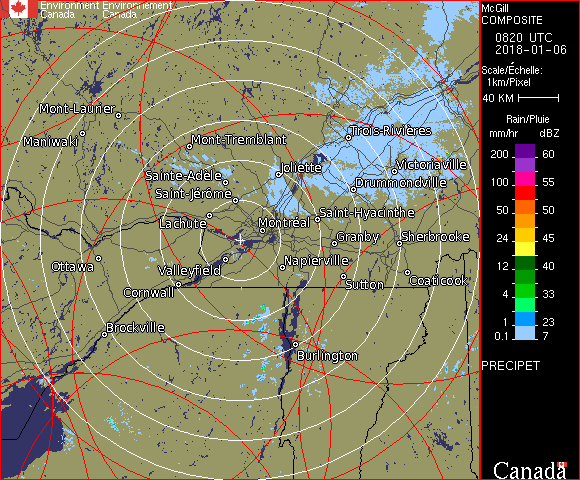 Environment Environnement
Canada Canada
McGill
COMPOSITE
0820 UTC
2018-01-06
Scale/Échelle:
1km/Pixel
40 KM
Rain/Pluie
mm/hr dBZ
200 60
150 55
100 55
50 50
24 45
12 40
4 33
1 23
0.1 7
PRECIPET
Canada
Mont-Laurier
Maniwaki
Mont-Tremblant
Trois-Rivières
Sainte-Adèle
Joliette
Victoriaville
Saint-Jérôme
Drummondville
Lachute
Montréal
Saint-Hyacinthe
Granby
Sherbrooke
Ottawa
Valleyfield
Napierville
Cornwall
Sutton
Coaticook
Brockville
Burlington